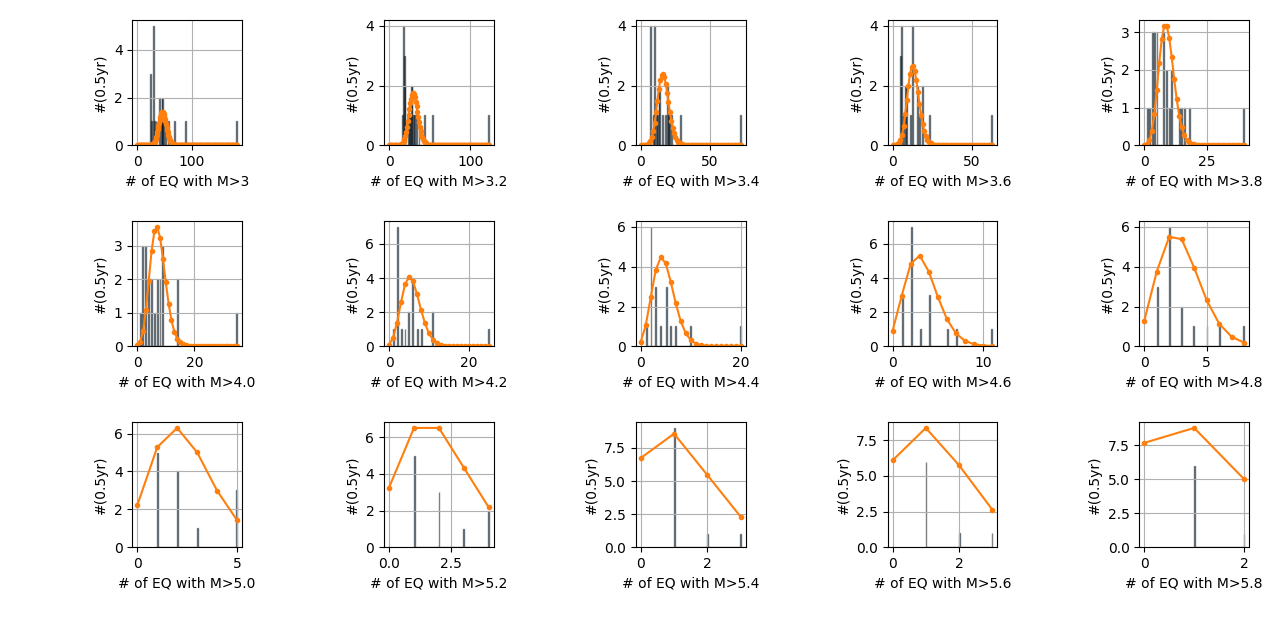 4
2
0
#(0.5yr)
0
100
# of EQ with M>3
4
2
0
#(0.5yr)
0
100
# of EQ with M>3.2
4
2
0
#(0.5yr)
0
50
# of EQ with M>3.4
4
2
0
#(0.5yr)
0
50
# of EQ with M>3.6
3
2
1
0
#(0.5yr)
0
25
# of EQ with M>3.8
3
2
1
0
#(0.5yr)
0
20
# of EQ with M>4.0
6
4
2
0
#(0.5yr)
0
20
# of EQ with M>4.2
6
4
2
0
#(0.5yr)
0
20
# of EQ with M>4.4
6
4
2
0
#(0.5yr)
0
10
# of EQ with M>4.6
6
4
2
0
#(0.5yr)
0
5
# of EQ with M>4.8
6
4
2
0
#(0.5yr)
0
5
# of EQ with M>5.0
6
4
2
0
#(0.5yr)
0.0
2.5
# of EQ with M>5.2
7.5
5.0
2.5
0.0
#(0.5yr)
0
2
# of EQ with M>5.4
7.5
5.0
2.5
0.0
#(0.5yr)
0
2
# of EQ with M>5.6
7.5
5.0
2.5
0.0
#(0.5yr)
0
2
# of EQ with M>5.8